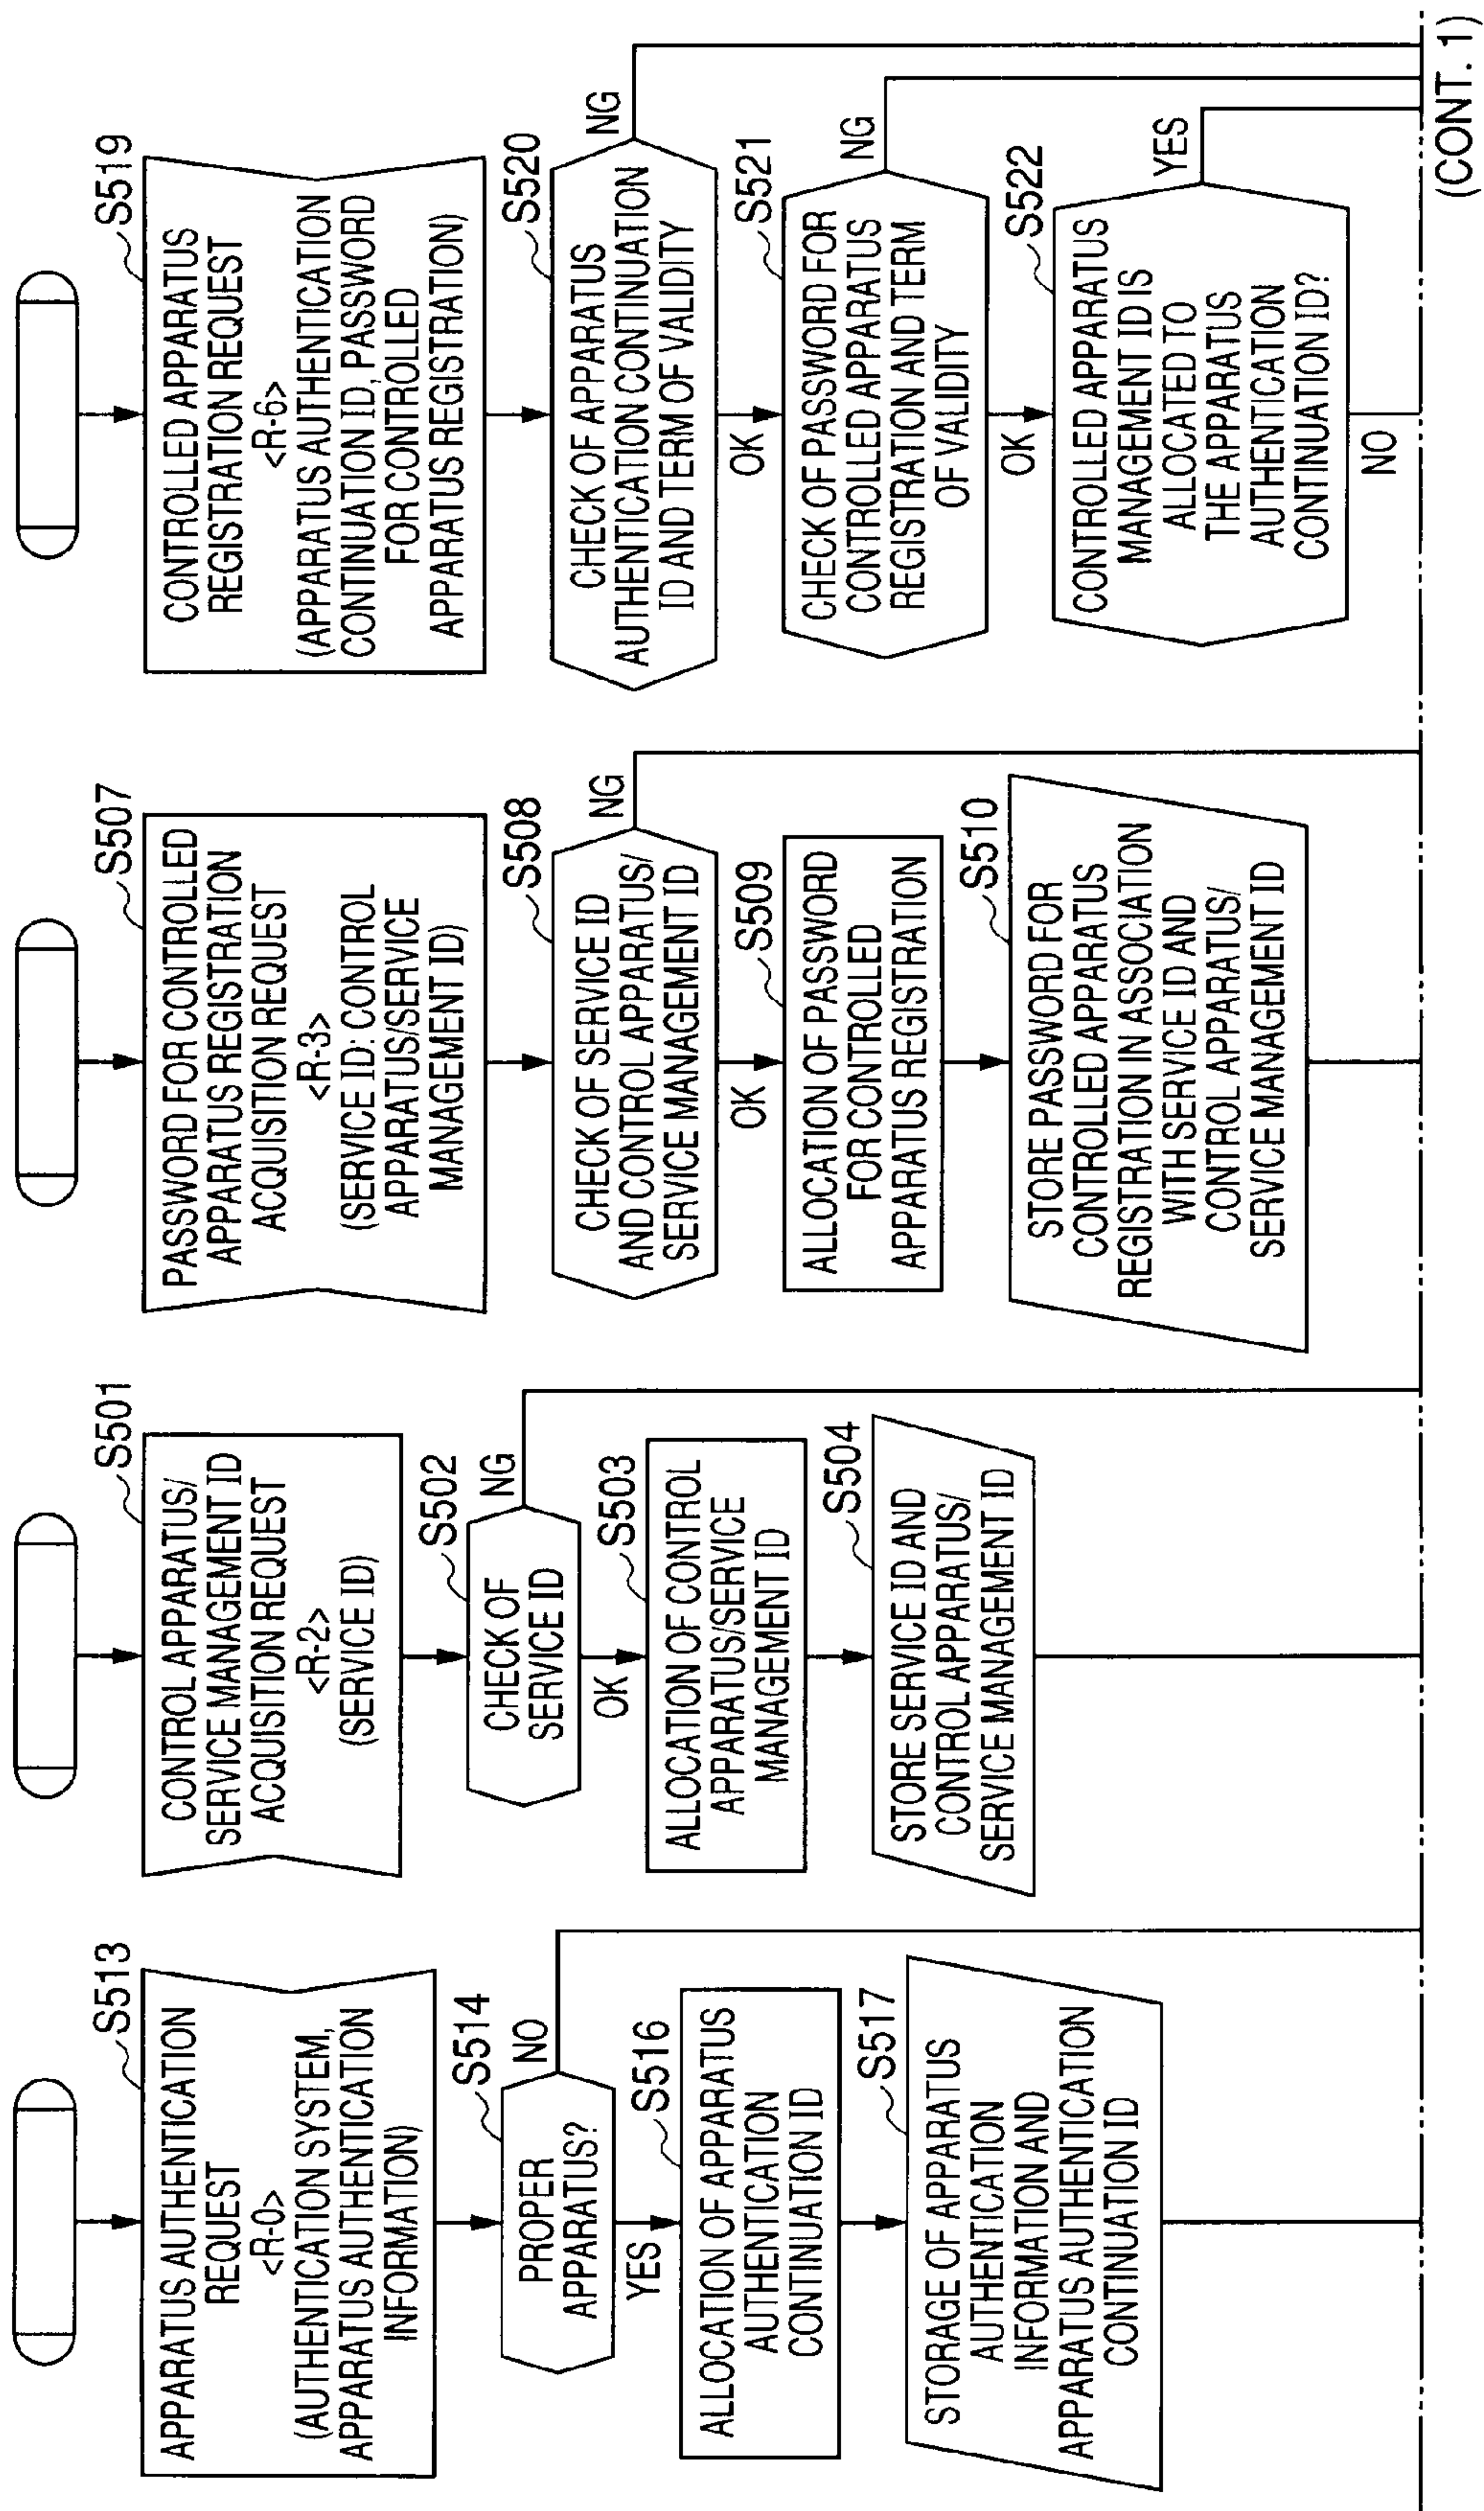 S513
APPARATUS AUTHENTICATION
REQUEST
<R-0>
(AUTHENTICATION SYSTEM,
APPARATUS AUTHENTICATION
INFORMATION)
S514
PROPER
APPARATUS?
NO
YES
S516
ALLOCATION OF APPARATUS
AUTHENTICATION
CONTINUATION ID
S517
STORAGE OF APPARATUS
AUTHENTICATION
INFORMATION AND
APPARATUS AUTHENTICATION
CONTINUATION ID
S501
CONTROL APPARATUS/
SERVICE MANAGEMENT ID
ACQUISITION REQUEST
<R-2>
(SERVICE ID)
S502
CHECK OF
SERVICE ID
NG
OK
S503
ALLOCATION OF CONTROL
APPARATUS/SERVICE
MANAGEMENT ID
S504
STORE SERVICE ID AND
CONTROL APPARATUS/
SERVICE MANAGEMENT ID
S507
PASSWORD FOR CONTROLLED
APPARATUS REGISTRATION
ACQUISITION REQUEST
<R-3>
(SERVICE ID: CONTROL
APPARATUS/SERVICE
MANAGEMENT ID)
S508
CHECK OF SERVICE ID
AND CONTROL APPARATUS/
SERVICE MANAGEMENT ID
NG
OK
S509
ALLOCATION OF PASSWORD
FOR CONTROLLED
APPARATUS REGISTRATION
S510
STORE PASSWORD FOR
CONTROLLED APPARATUS
REGISTRATION IN ASSOCIATION
WITH SERVICE ID AND
CONTROL APPARATUS/
SERVICE MANAGEMENT ID
S519
CONTROLLED APPARATUS
REGISTRATION REQUEST
<R-6>
(APPARATUS AUTHENTICATION
CONTINUATION ID, PASSWORD
FOR CONTROLLED
APPARATUS REGISTRATION)
S520
CHECK OF APPARATUS
AUTHENTICATION CONTINUATION
ID AND TERM OF VALIDITY
NG
OK
S521
CHECK OF PASSWORD FOR
CONTROLLED APPARATUS
REGISTRATION AND TERM
OF VALIDITY
NG
OK
S522
CONTROLLED APPARATUS
MANAGEMENT ID IS
ALLOCATED TO
THE APPARATUS
AUTHENTICATION
CONTINUATION ID?
YES
NO
(CONT. 1)